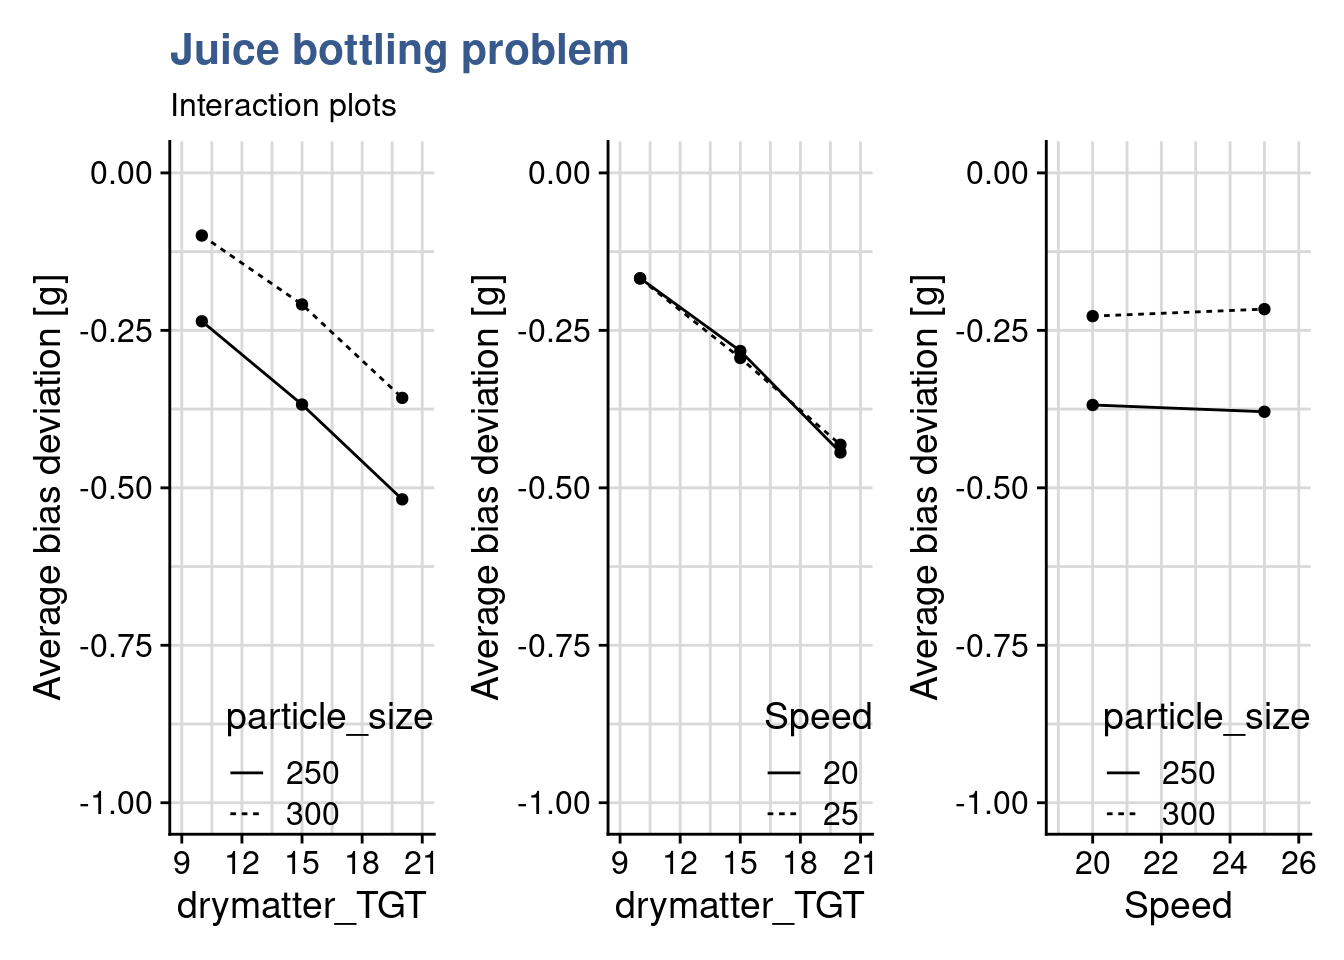 Juice bottling problem
Interaction plots
Average bias deviation [g]
0.00
-0.25
-0.50
-0.75
-1.00
particle_size
250
300
9 12 15 18 21
drymatter_TGT
Average bias deviation [g]
0.00
-0.25
-0.50
-0.75
-1.00
Speed
20
25
9 12 15 18 21
drymatter_TGT
Average bias deviation [g]
0.00
-0.25
-0.50
-0.75
-1.00
particle_size
250
300
20 22 24 26
Speed